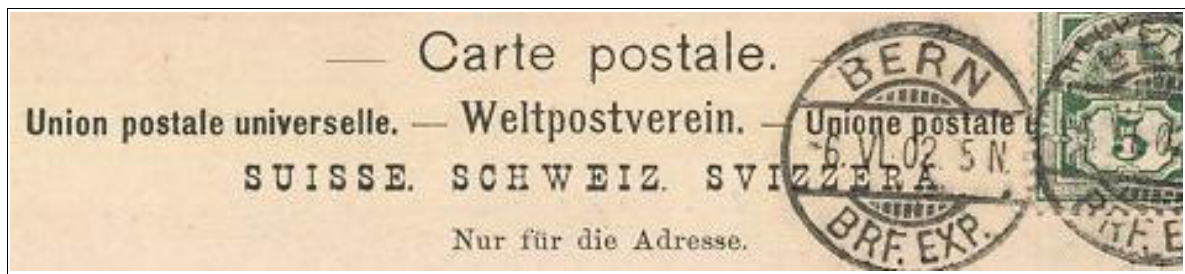 — Carte postale. —
Union postale universelle. — Weltpostverein. — Unione postale u
SUISSE. SCHWEIZ. SVIZZERA.
Nur für die Adresse.
BERN
-6. VI. 02. 5 N.
BRF. EXP.
5
BRF. E